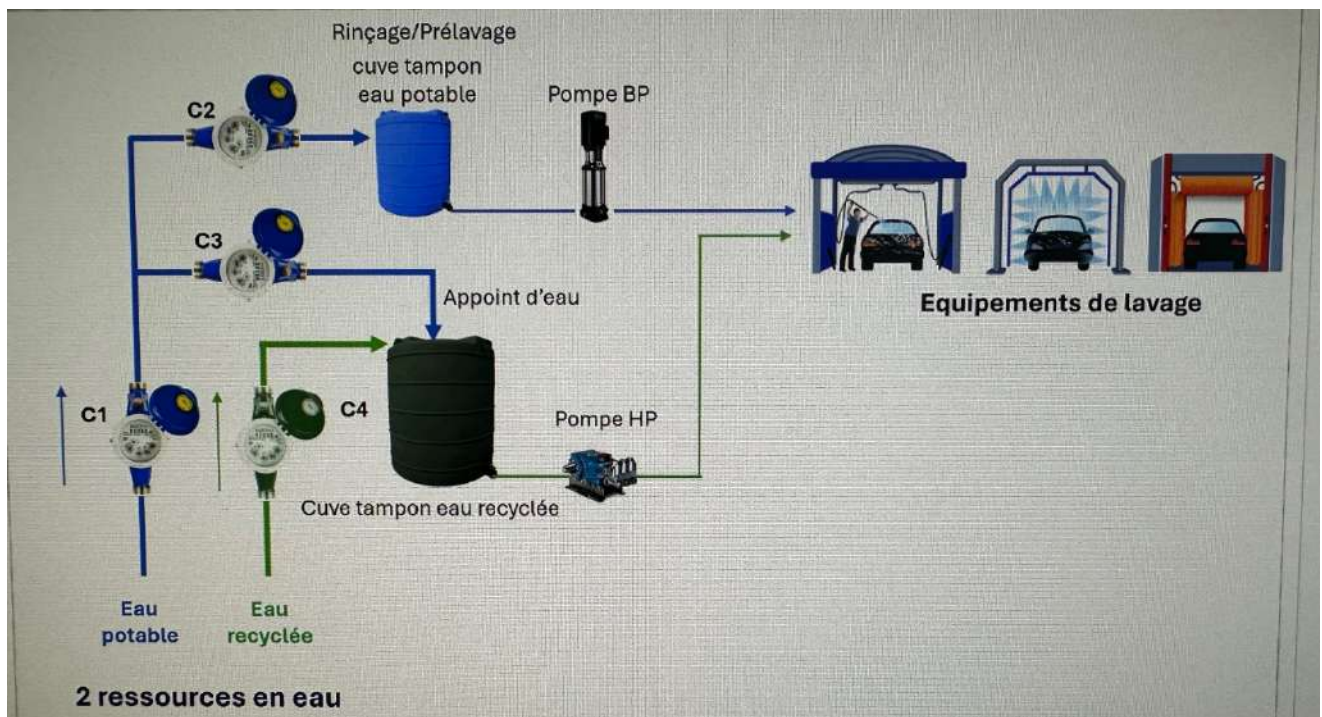 Rinçage/Prélavage
cuve tampon
eau potable
Pompe BP
C2
C3
Appoint d'eau
Equipements de lavage
C1
C4
Pompe HP
Cuve tampon eau recyclée
Eau
potable
Eau
recyclée
2 ressources en eau